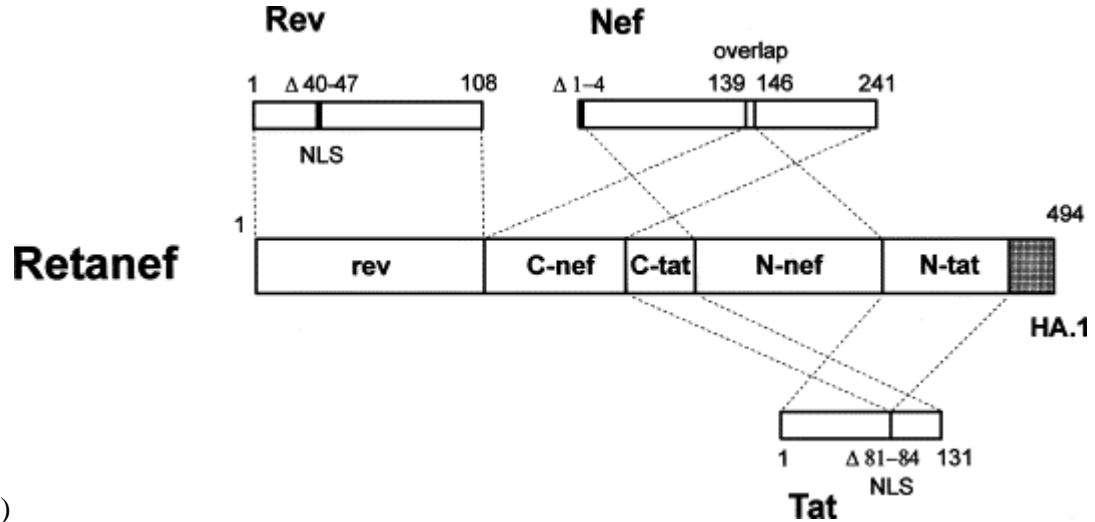 Rev Nef
overlap
1 Δ 40-47 108 Δ 1–4 139 146 241
NLS
1 494
Retanef rev C-nef C-tat N-nef N-tat
HA.1
1 Δ 81–84 131
NLS
Tat
)